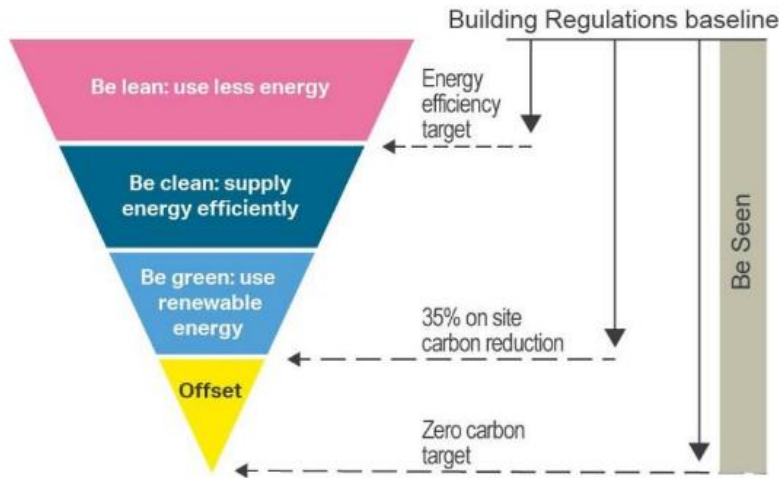 Building Regulations baseline
Be lean: use less energy
Energy
efficiency
target
Be clean: supply
energy efficiently
Be green: use
renewable
energy
35% on site
carbon reduction
Offset
Zero carbon
target
Be Seen